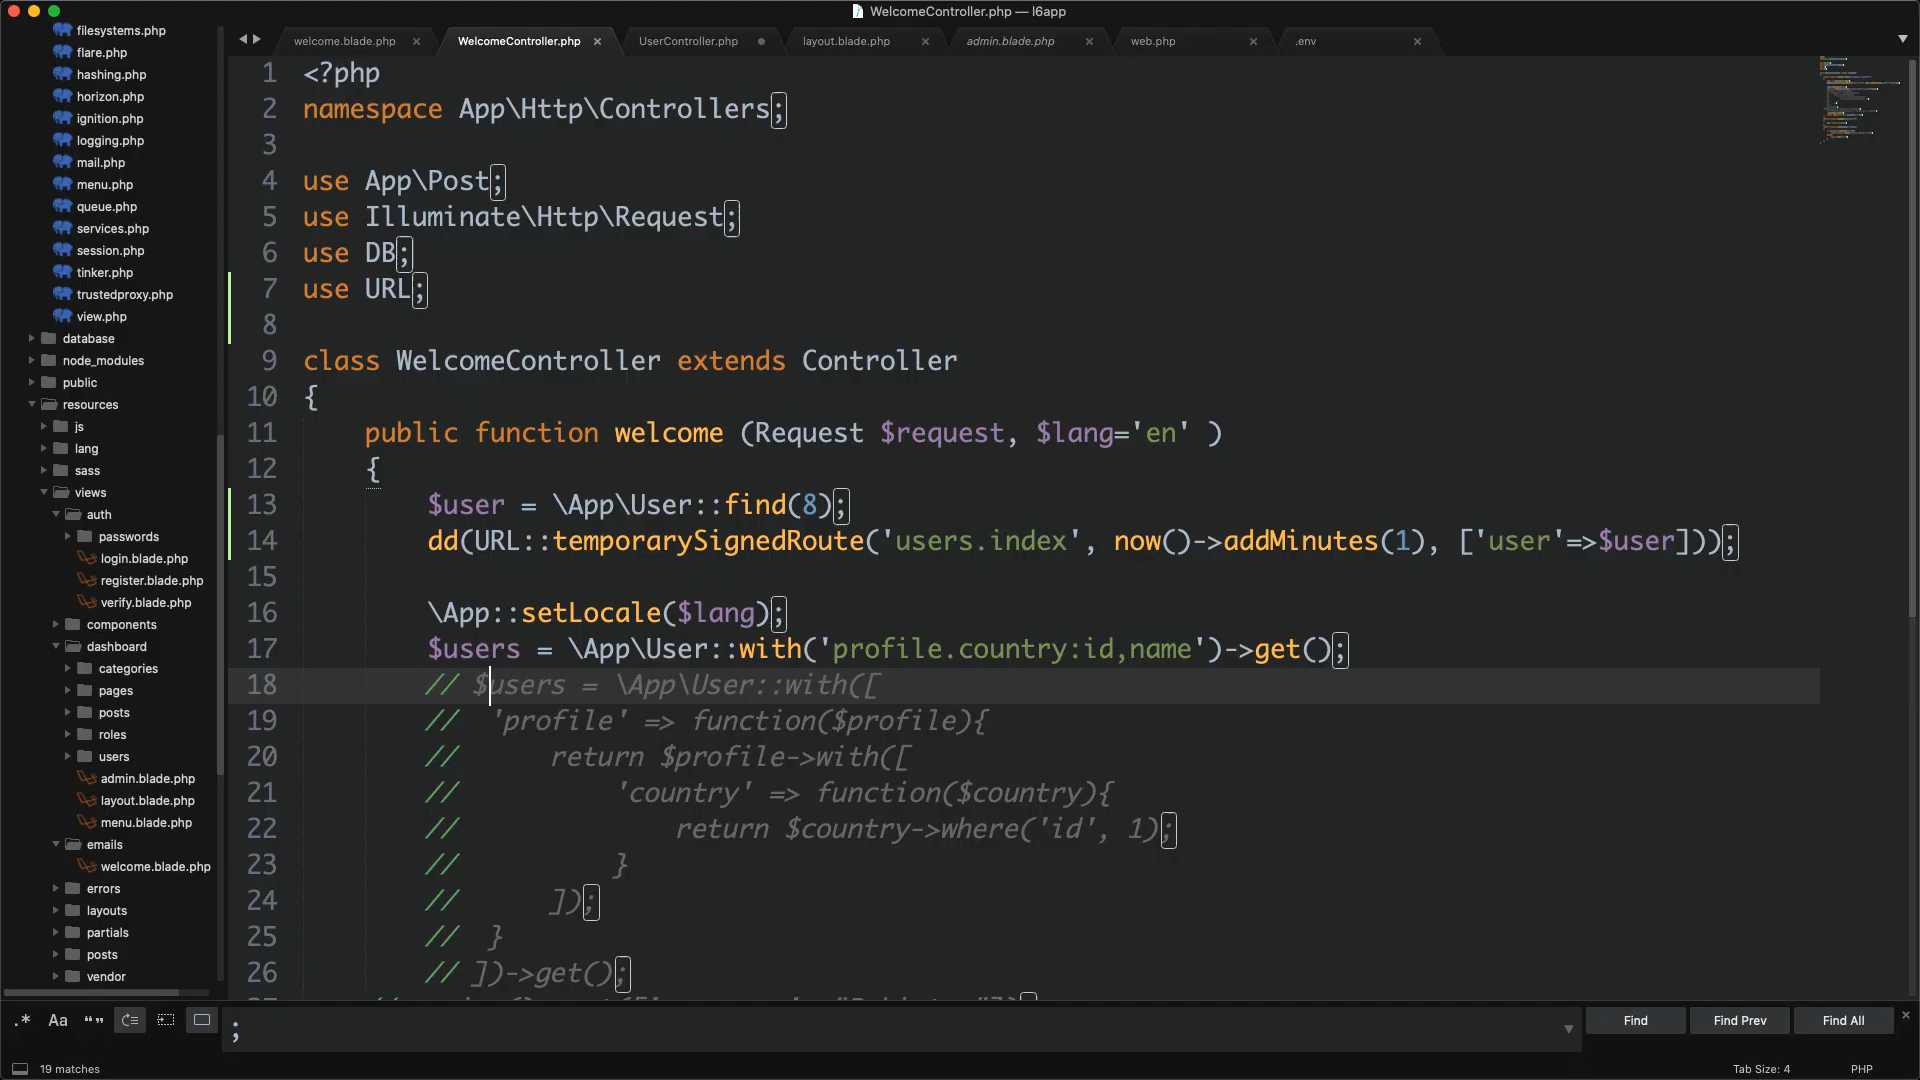 WelcomeController.php — l6app
filesystems.php
flare.php
hashing.php
horizon.php
ignition.php
logging.php
mail.php
menu.php
queue.php
services.php
session.php
tinker.php
trustedproxy.php
view.php
database
node_modules
public
resources
js
lang
sass
views
auth
passwords
login.blade.php
register.blade.php
verify.blade.php
components
dashboard
categories
pages
posts
roles
users
admin.blade.php
layout.blade.php
menu.blade.php
emails
welcome.blade.php
errors
layouts
partials
posts
vendor
welcome.blade.php × WelcomeController.php × UserController.php layout.blade.php × admin.blade.php × web.php × .env ×
1 <?php
2 namespace App\Http\Controllers;
3
4 use App\Post;
5 use Illuminate\Http\Request;
6 use DB;
7 use URL;
8
9 class WelcomeController extends Controller
10 {
11 public function welcome (Request $request, $lang='en' )
12 {
13 $user = \App\User::find(8);
14 dd(URL::temporarySignedRoute('users.index', now()->addMinutes(1), ['user'=>$user]));
15
16 \App::setLocale($lang);
17 $users = \App\User::with('profile.country:id,name')->get();
18 // $users = \App\User::with([
19 // 'profile' => function($profile){
20 // return $profile->with([
21 // 'country' => function($country){
22 // return $country->where('id', 1);
23 // }
24 // ]);
25 // }
26 // ])->get();
.* Aa “” ; Find Find Prev Find All ×
19 matches Tab Size: 4 PHP